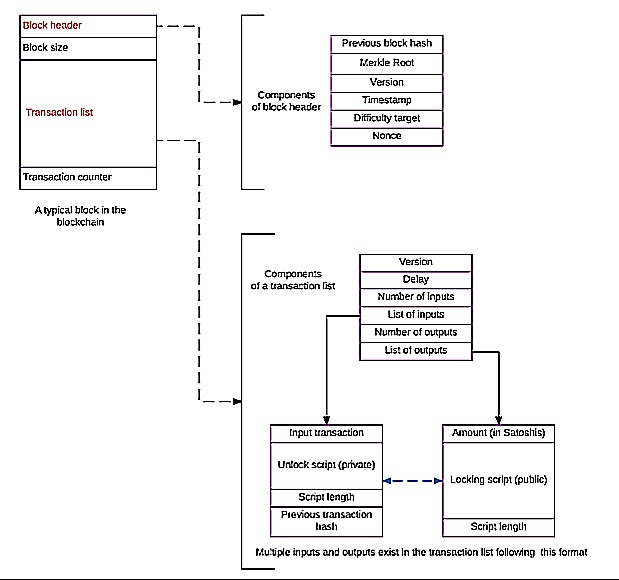 Block header
Block size
Transaction list
Transaction counter
A typical block in the
blockchain
Components
of block header
Previous block hash
Merkle Root
Version
Timestamp
Difficulty target
Nonce
Components
of a transaction list
Version
Delay
Number of inputs
List of inputs
Number of outputs
List of outputs
Input transaction
Unlock script (private)
Script length
Previous transaction
hash
Amount (in Satoshis)
Locking script (public)
Script length
Multiple inputs and outputs exist in the transaction list following this format